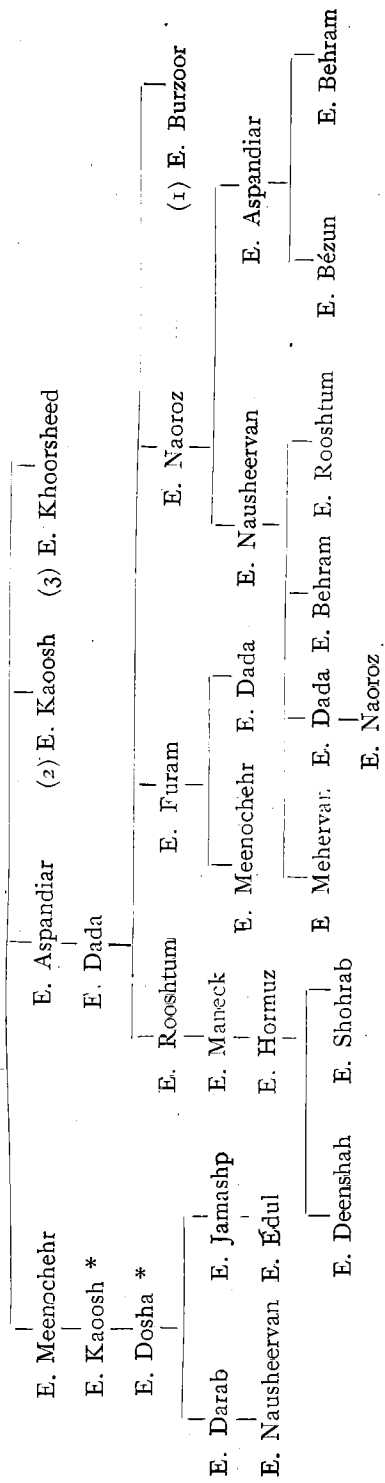 E. Meenochehr E. Aspandiar (2) E. Kaoosh (3) E. Khoorsheed
E. Kaoosh * E. Dada
E. Dosha * E. Rooshtum E. Furam E. Naoroz (1) E. Burzoor
E. Darab E. Jamashp E. Maneck E. Meenochehr E. Dada E. Nausheervan E. Aspandiar
E. Nausheervan E. Edul E. Hormuz
E. Deenshah E. Shohrab E Mehervan E. Dada E. Behram E. Rooshtum E. Bézun E. Behram
E. Naoroz